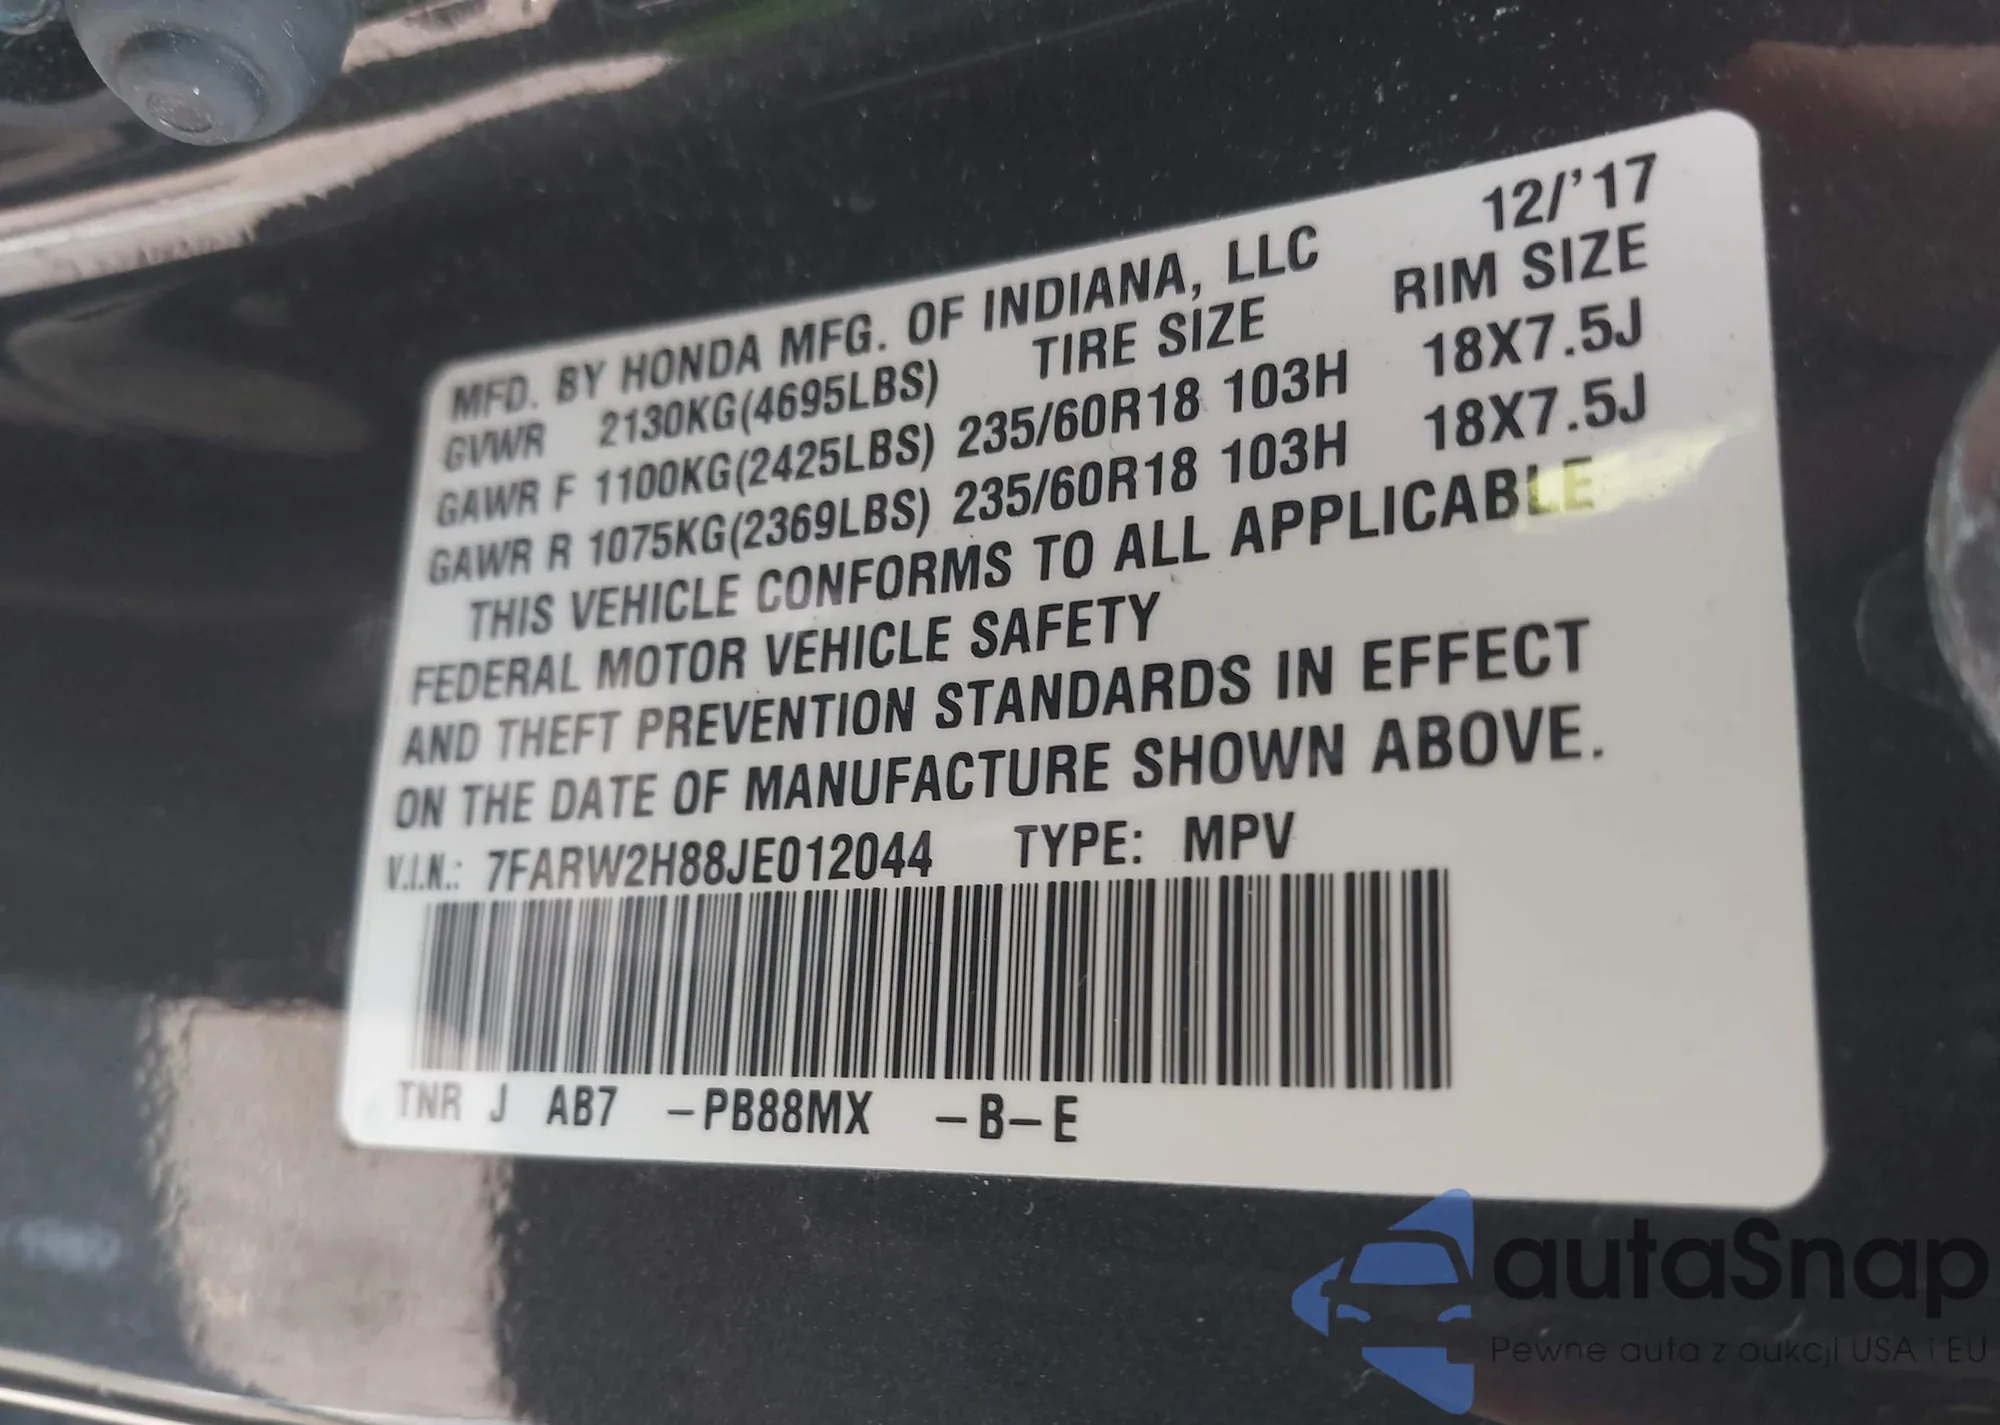 12/'17
MFD. BY HONDA MFG. OF INDIANA, LLC
GVWR 2130KG(4695LBS) TIRE SIZE RIM SIZE
GAWR F 1100KG(2425LBS) 235/60R18 103H 18X7.5J
GAWR R 1075KG(2369LBS) 235/60R18 103H 18X7.5J
THIS VEHICLE CONFORMS TO ALL APPLICABLE
FEDERAL MOTOR VEHICLE SAFETY
AND THEFT PREVENTION STANDARDS IN EFFECT
ON THE DATE OF MANUFACTURE SHOWN ABOVE.
V.I.N.: 7FARW2H88JE012044 TYPE: MPV
TNR J AB7 -PB88MX -B-E
autaSnap
Pewne auta z aukcji USA i EU